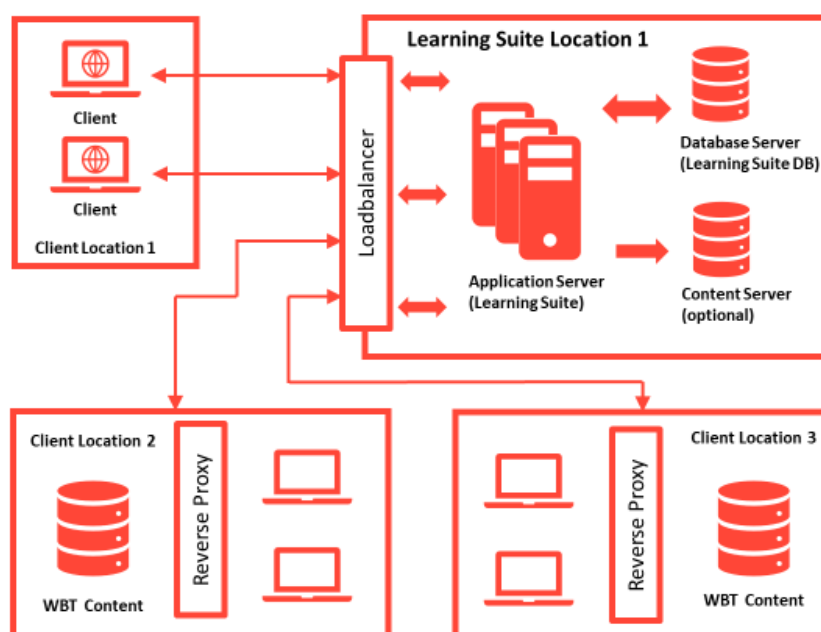 Client
Client
Client Location 1
Loadbalancer
Learning Suite Location 1
Application Server
(Learning Suite)
Database Server
(Learning Suite DB)
Content Server
(optional)
Client Location 2
WBT Content
Reverse Proxy
Reverse Proxy
Client Location 3
WBT Content